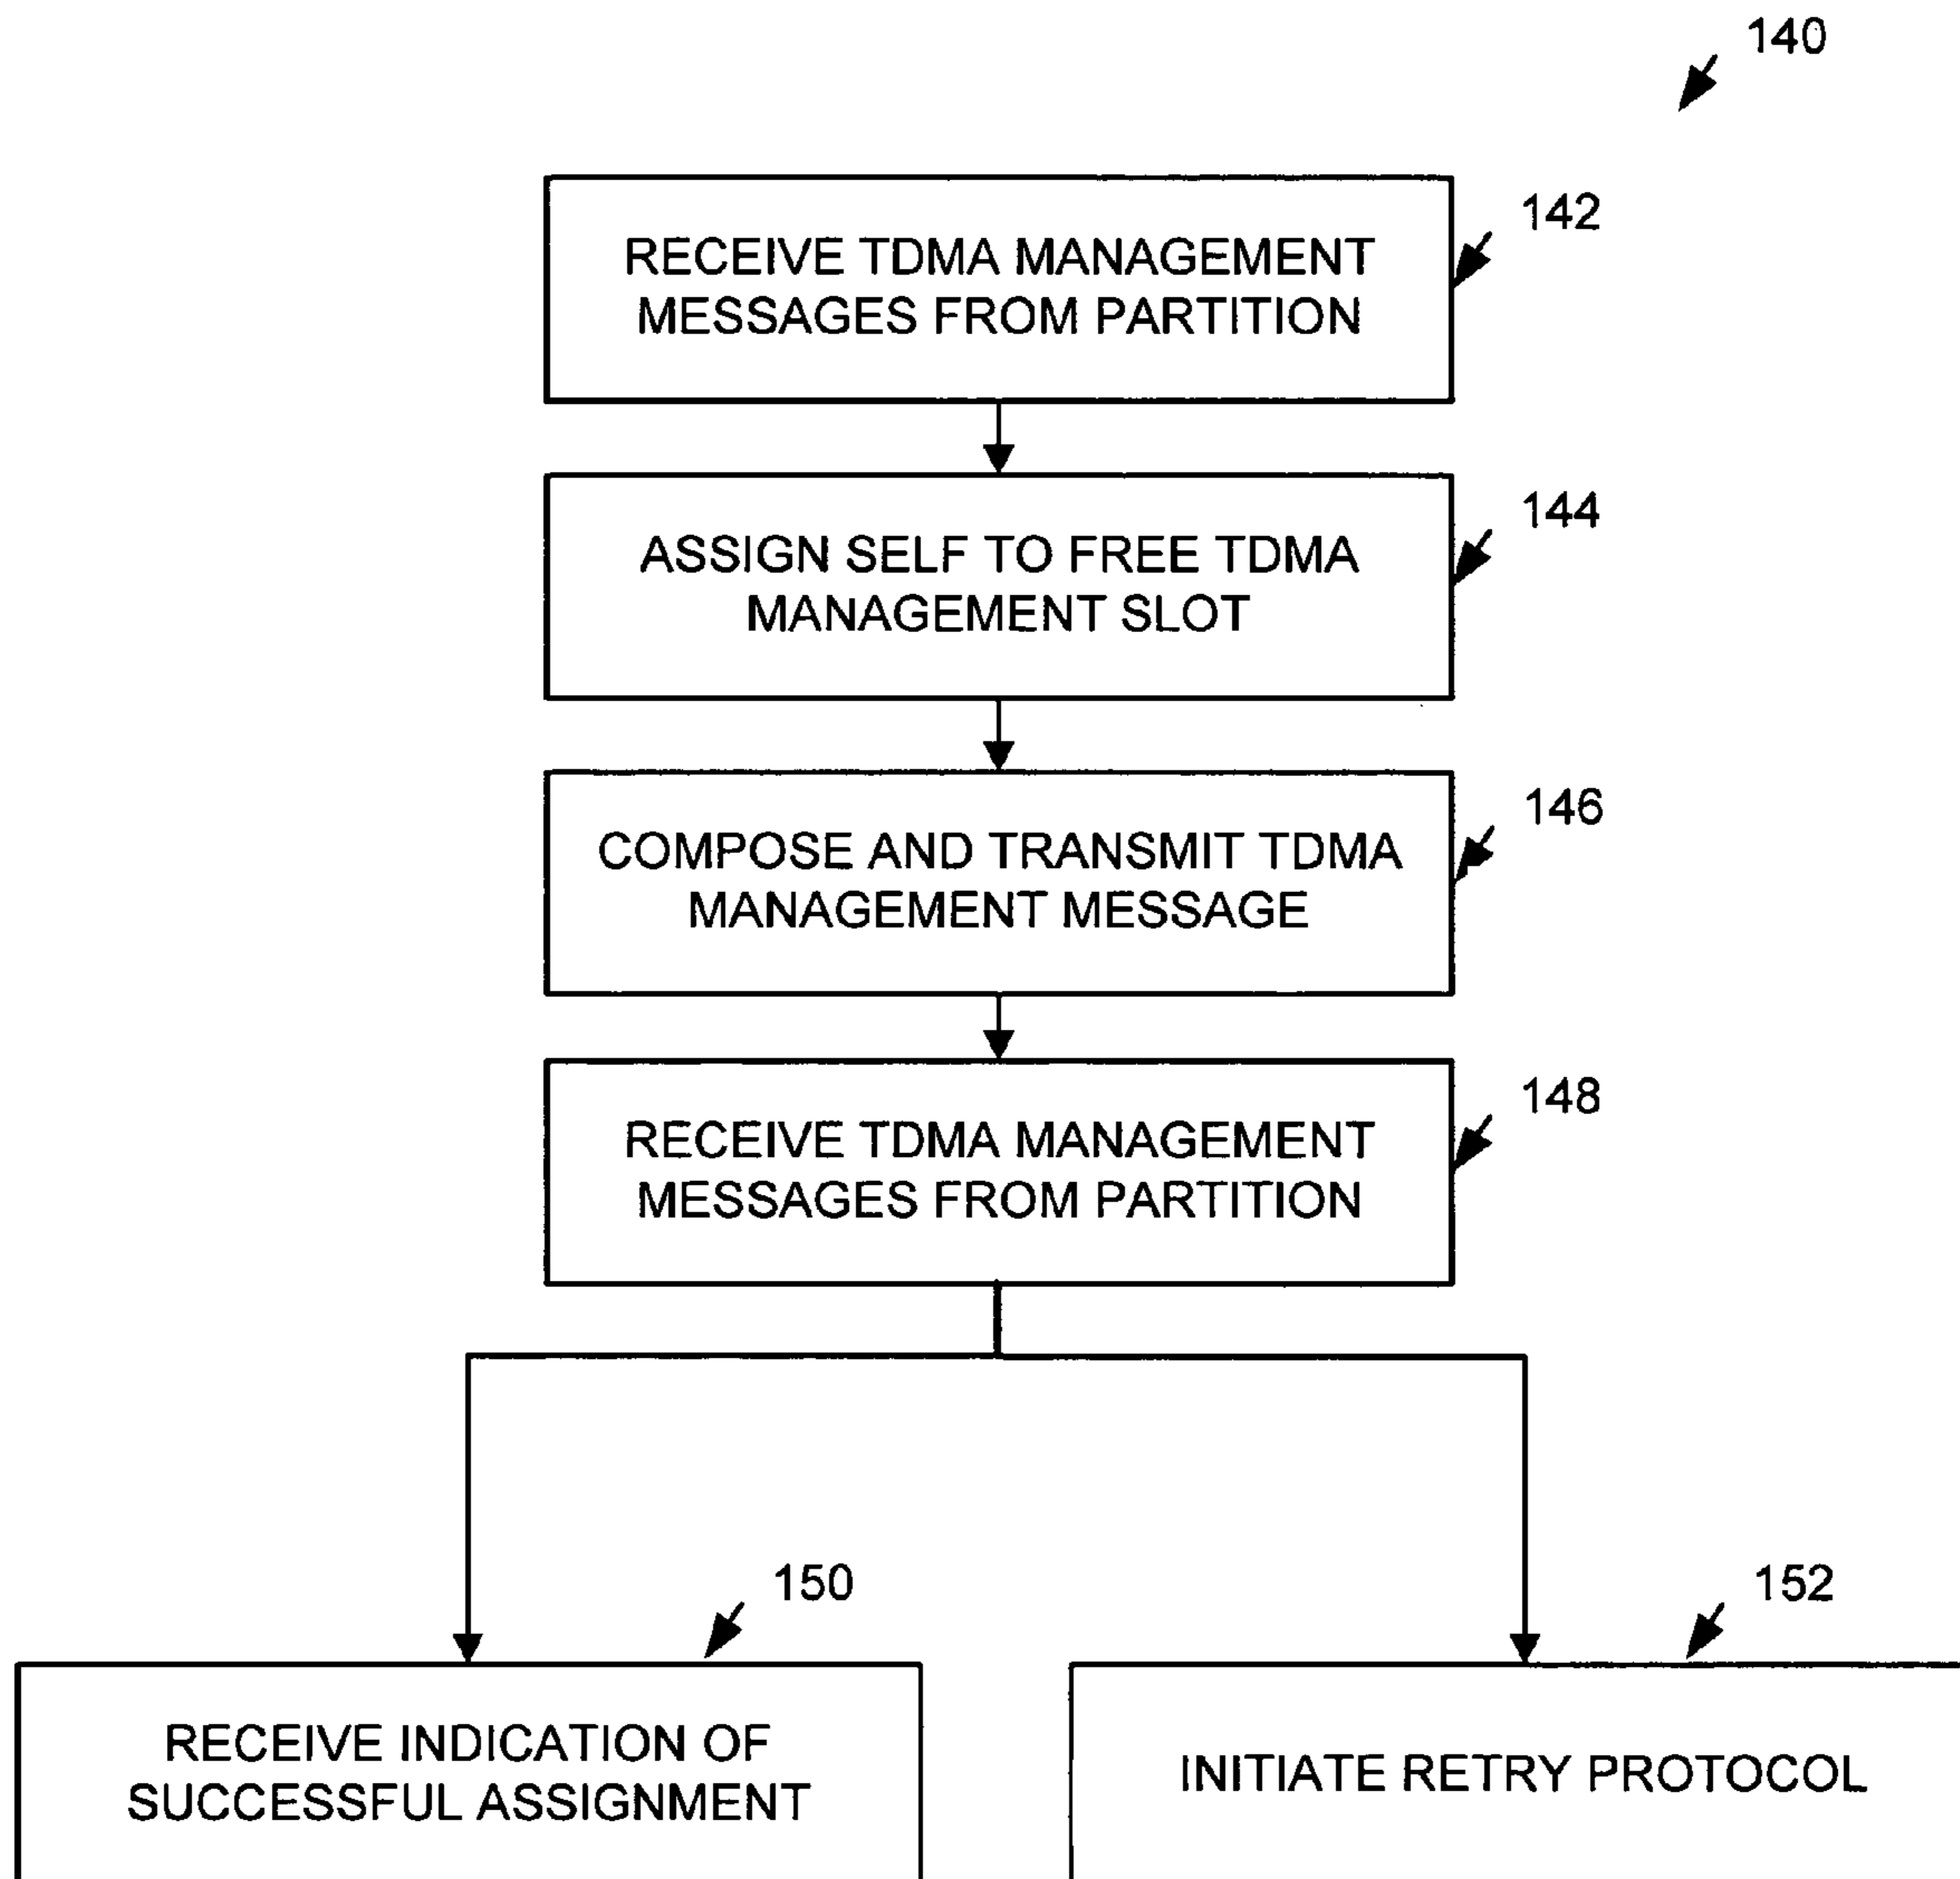 140
142
RECEIVE TDMA MANAGEMENT
MESSAGES FROM PARTITION
144
ASSIGN SELF TO FREE TDMA
MANAGEMENT SLOT
146
COMPOSE AND TRANSMIT TDMA
MANAGEMENT MESSAGE
148
RECEIVE TDMA MANAGEMENT
MESSAGES FROM PARTITION
150
152
RECEIVE INDICATION OF
SUCCESSFUL ASSIGNMENT
INITIATE RETRY PROTOCOL